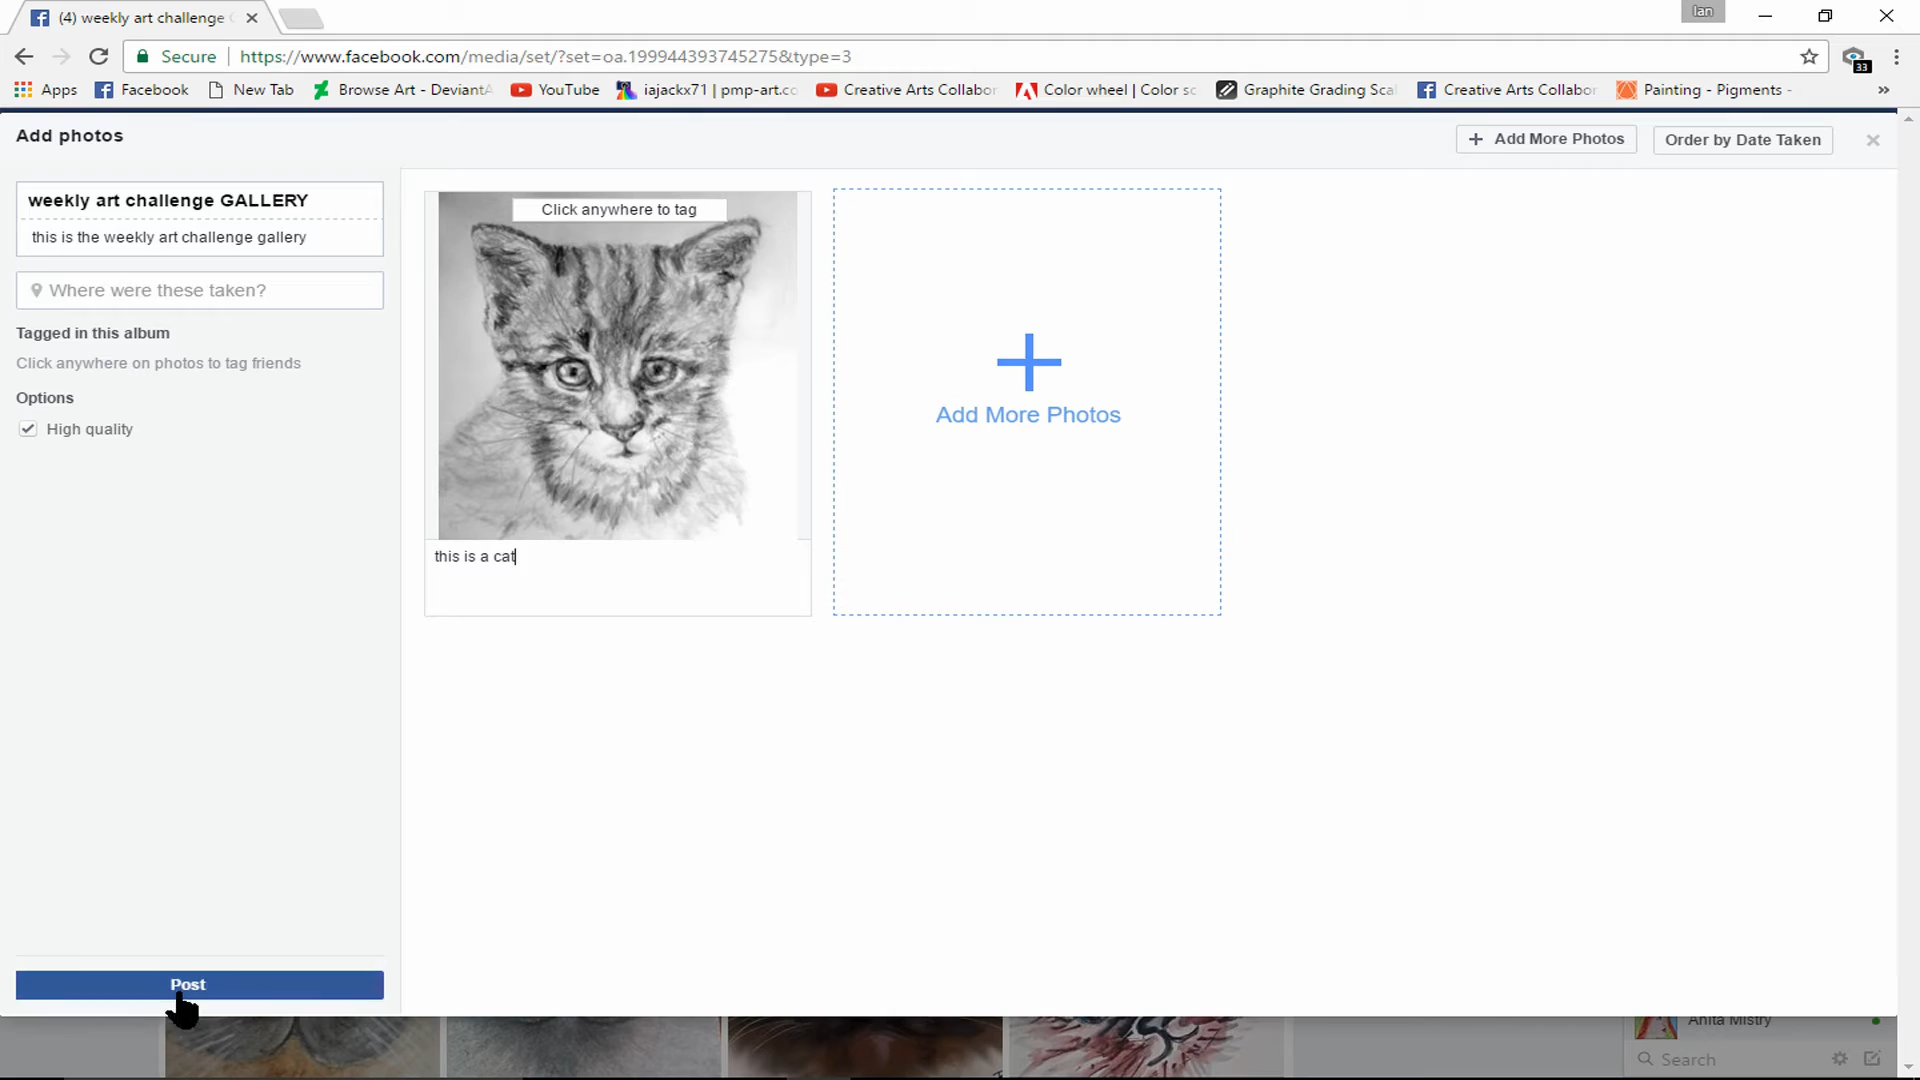 (4) weekly art challenge
Ian
Secure
https://www.facebook.com/media/set/?set=oa.199944393745275&type=3
33
Apps
Facebook
New Tab
Browse Art - DeviantA
YouTube
iajackx71 | pmp-art.co
Creative Arts Collabor
Color wheel | Color sc
Graphite Grading Scal
Creative Arts Collabor
Painting - Pigments -
»
Add photos
+ Add More Photos
Order by Date Taken
weekly art challenge GALLERY
this is the weekly art challenge gallery
Where were these taken?
Tagged in this album
Click anywhere on photos to tag friends
Options
High quality
Click anywhere to tag
this is a cat
Add More Photos
Post
Anita Mistry
Search